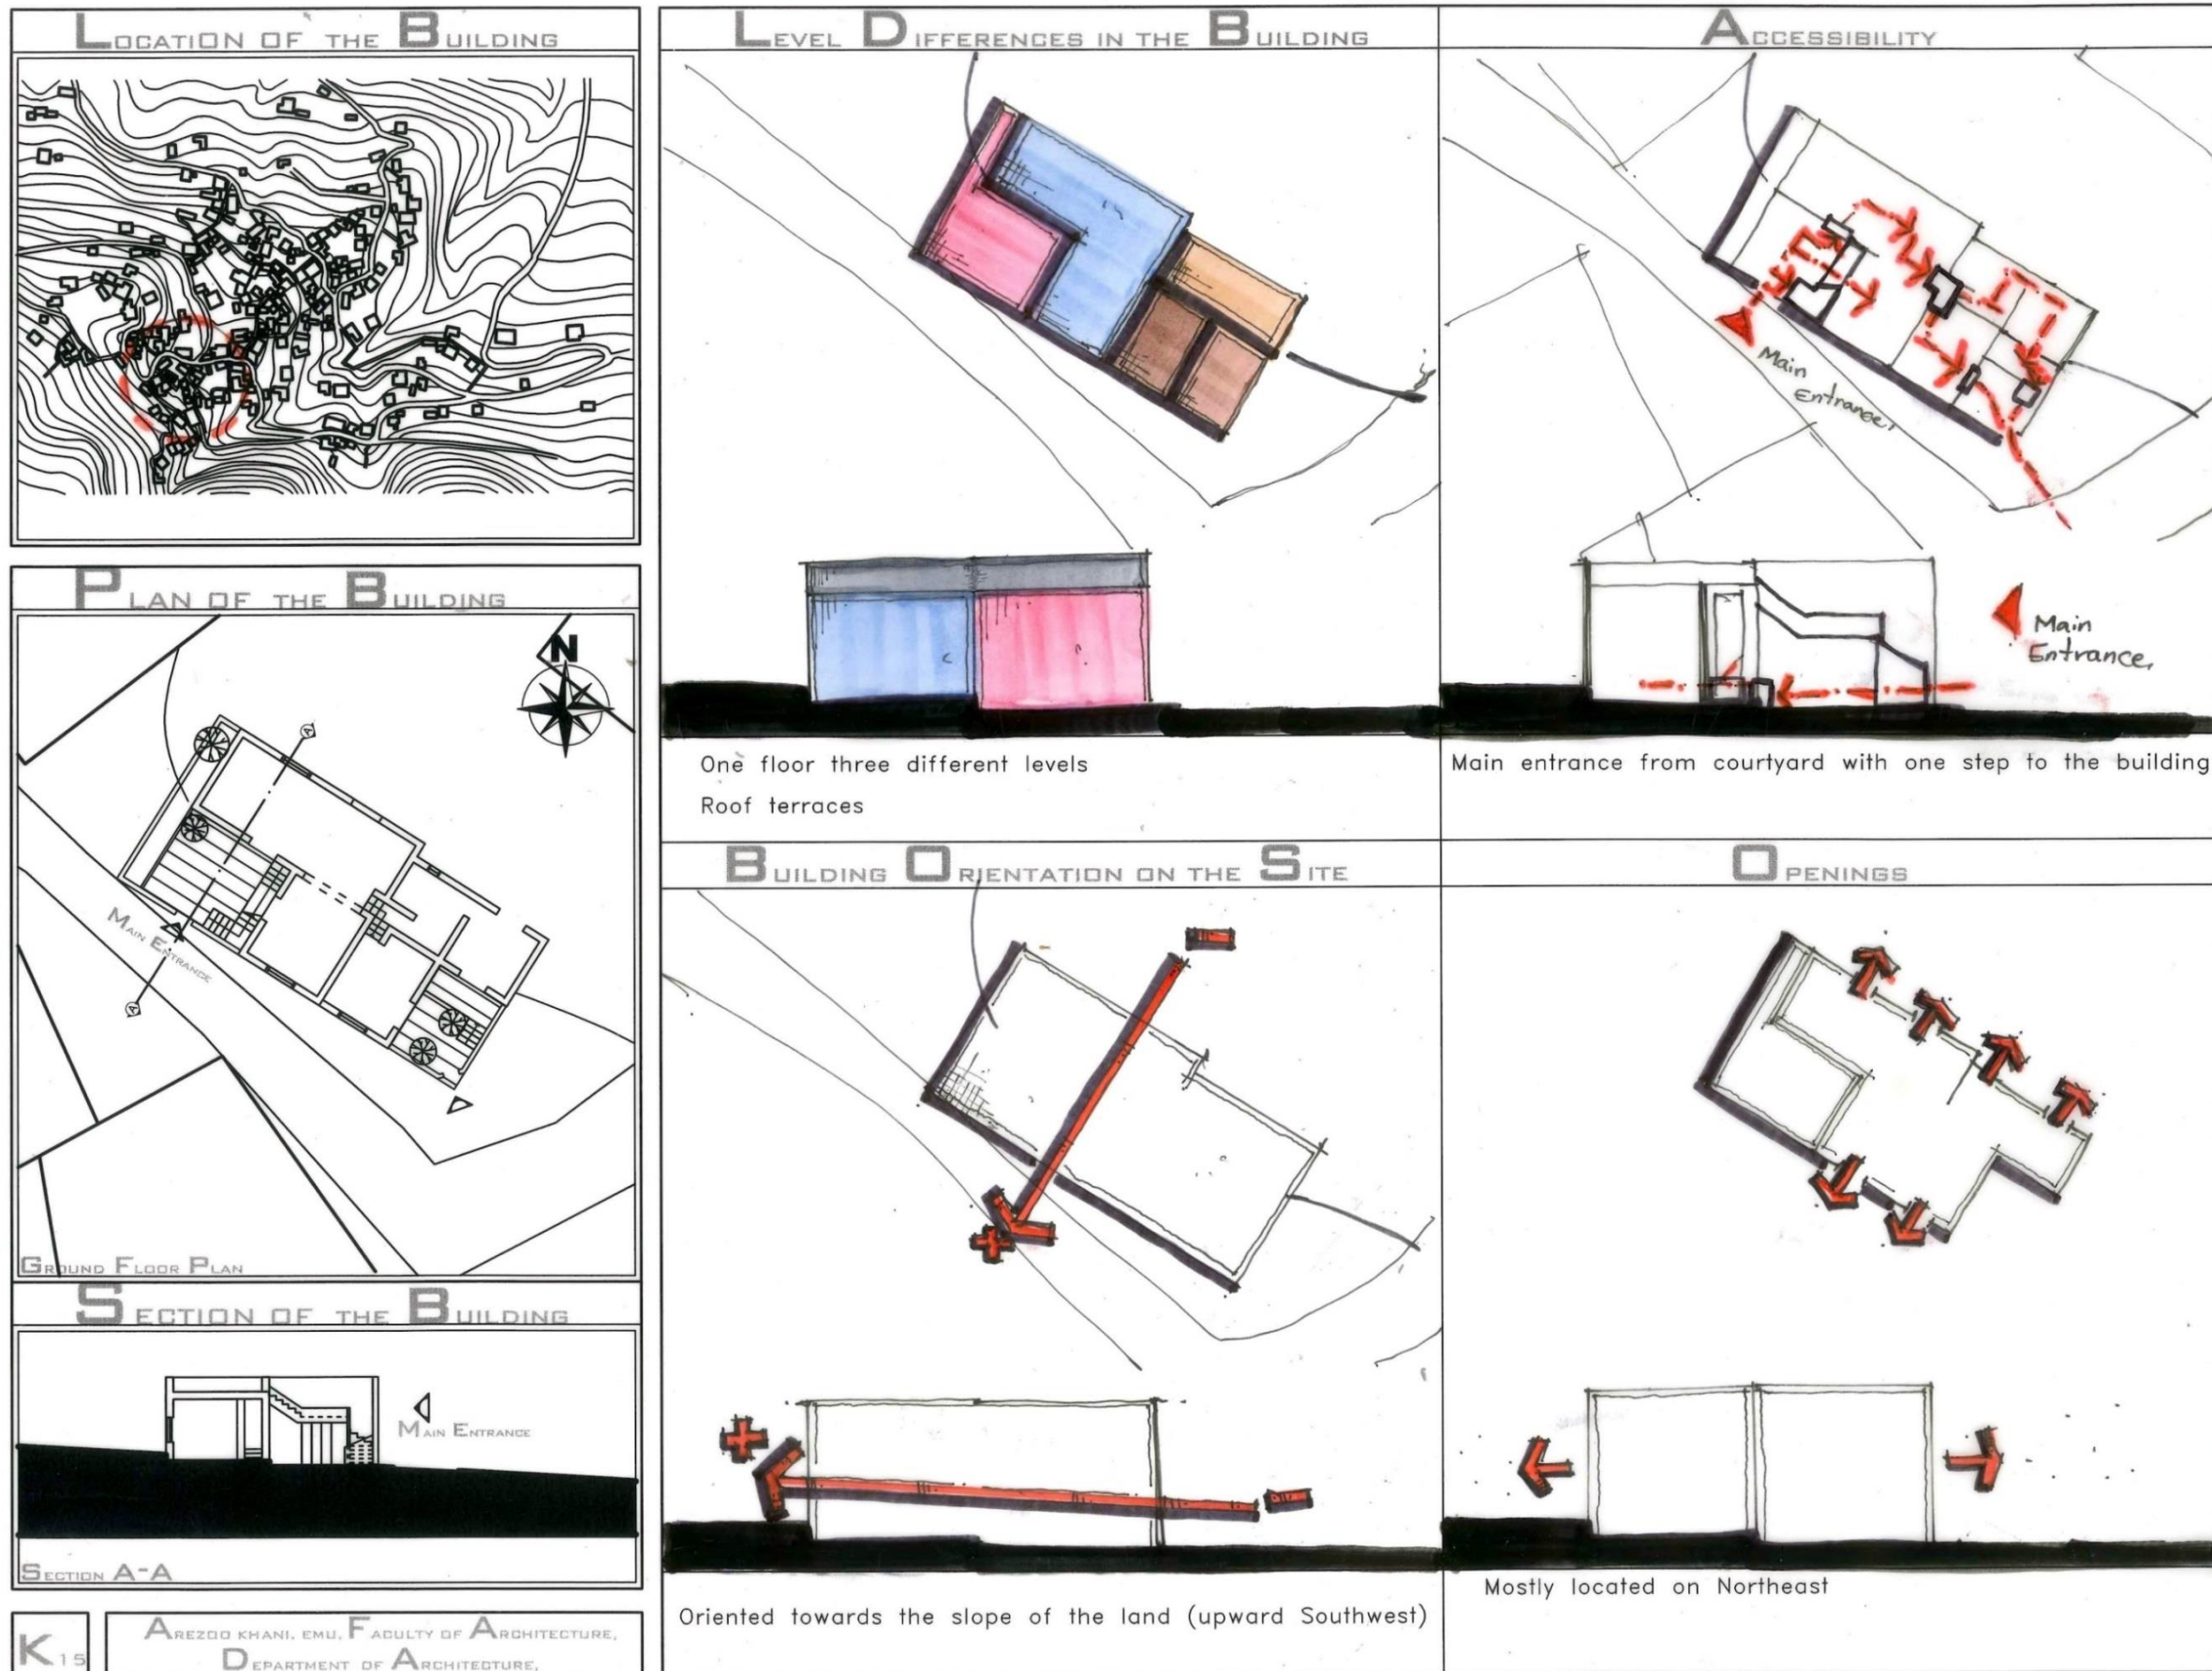 LOCATION OF THE BUILDING
PLAN OF THE BUILDING
N
A
MAIN ENTRANCE
A
GROUND FLOOR PLAN
SECTION OF THE BUILDING
MAIN ENTRANCE
SECTION A-A
K15
AREZOO KHANI. EMU, FACULTY OF ARCHITECTURE,
DEPARTMENT OF ARCHITECTURE,
LEVEL DIFFERENCES IN THE BUILDING
One floor three different levels
Roof terraces
ACCESSIBILITY
Main
Entrance,
Main
Entrance,
Main entrance from courtyard with one step to the building
BUILDING ORIENTATION ON THE SITE
Oriented towards the slope of the land (upward Southwest)
OPENINGS
Mostly located on Northeast